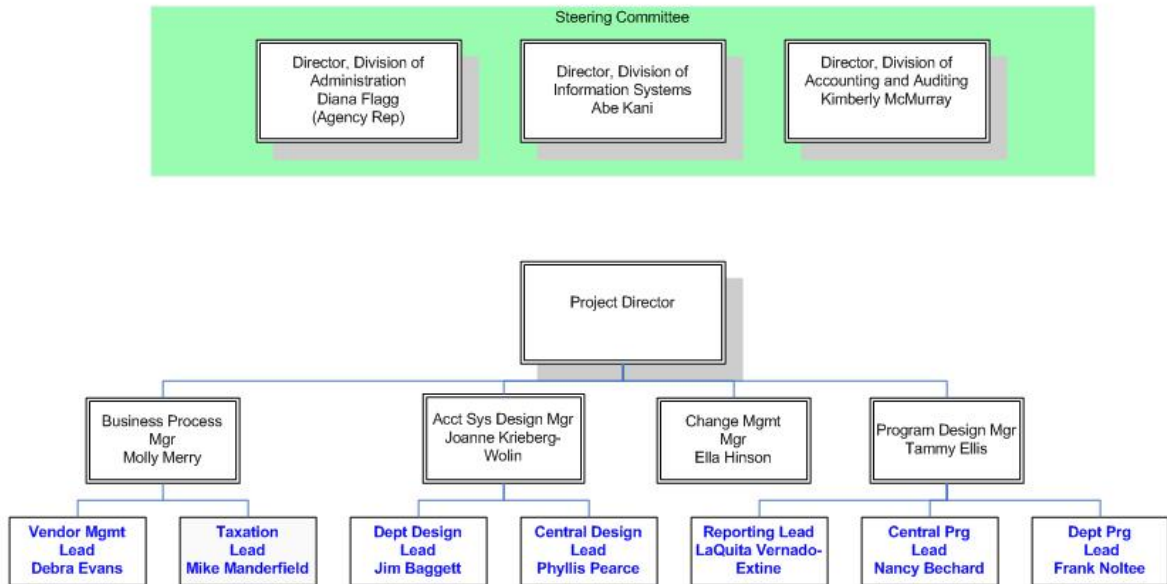 Steering Committee
Director, Division of
Administration
Diana Flagg
(Agency Rep)
Director, Division of
Information Systems
Abe Kani
Director, Division of
Accounting and Auditing
Kimberly McMurray
Project Director
Business Process
Mgr
Molly Merry
Acct Sys Design Mgr
Joanne Krieberg-
Wolin
Change Mgmt
Mgr
Ella Hinson
Program Design Mgr
Tammy Ellis
Vendor Mgmt
Lead
Debra Evans
Taxation
Lead
Mike Manderfield
Dept Design
Lead
Jim Baggett
Central Design
Lead
Phyllis Pearce
Reporting Lead
LaQuita Vernado-
Extine
Central Prg
Lead
Nancy Bechard
Dept Prg
Lead
Frank Noltee